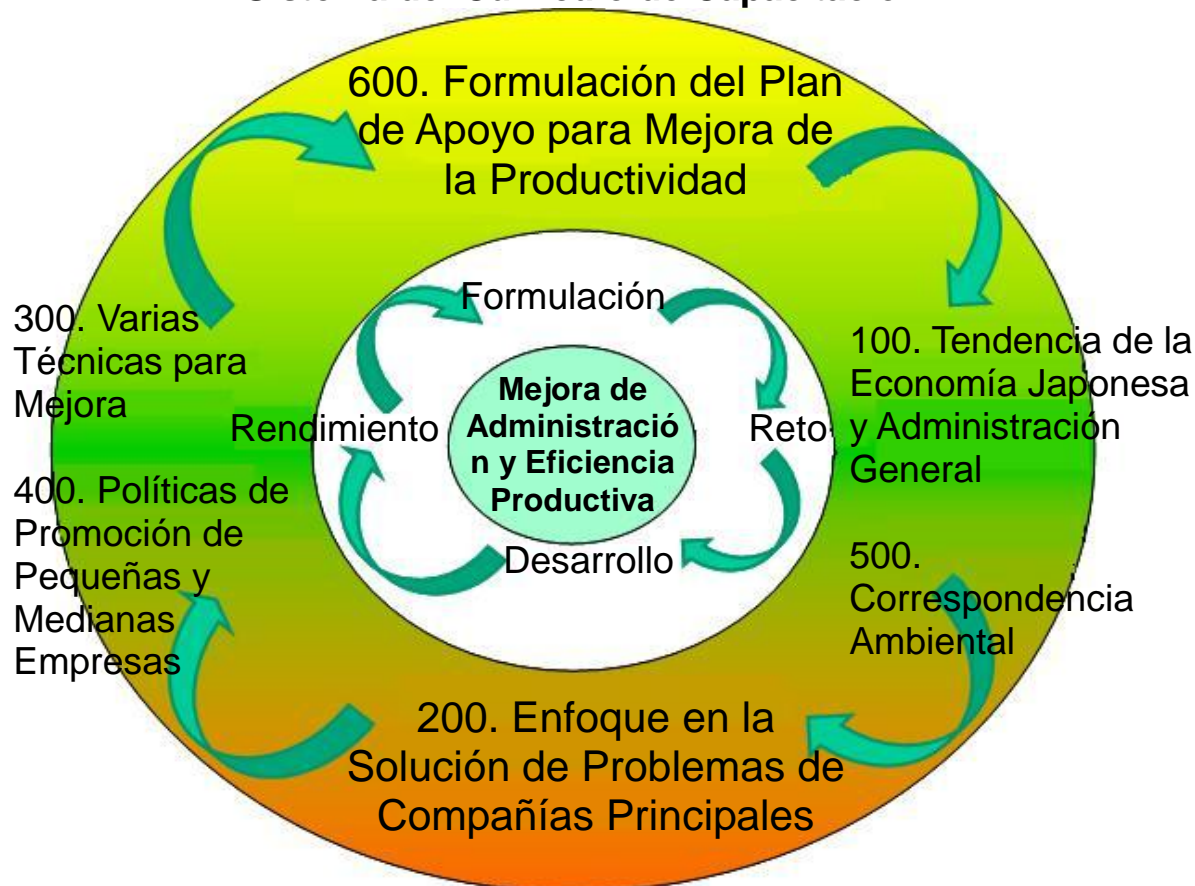 600. Formulación del Plan
de Apoyo para Mejora de
la Productividad
Formulación
300. Varias
Técnicas para
Mejora
100. Tendencia de la
Economía Japonesa
y Administración
General
Rendimiento
Mejora de
Administració
n y Eficiencia
Productiva
Reto
400. Políticas de
Promoción de
Pequeñas y
Medianas
Empresas
Desarrollo
500.
Correspondencia
Ambiental
200. Enfoque en la
Solución de Problemas de
Compañías Principales